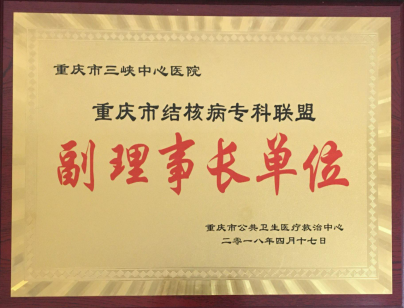 重庆市三峡中心医院
重庆市结核病专科联盟
副理事长单位
重庆市公共卫生医疗救治中心
二零一八年四月十七日